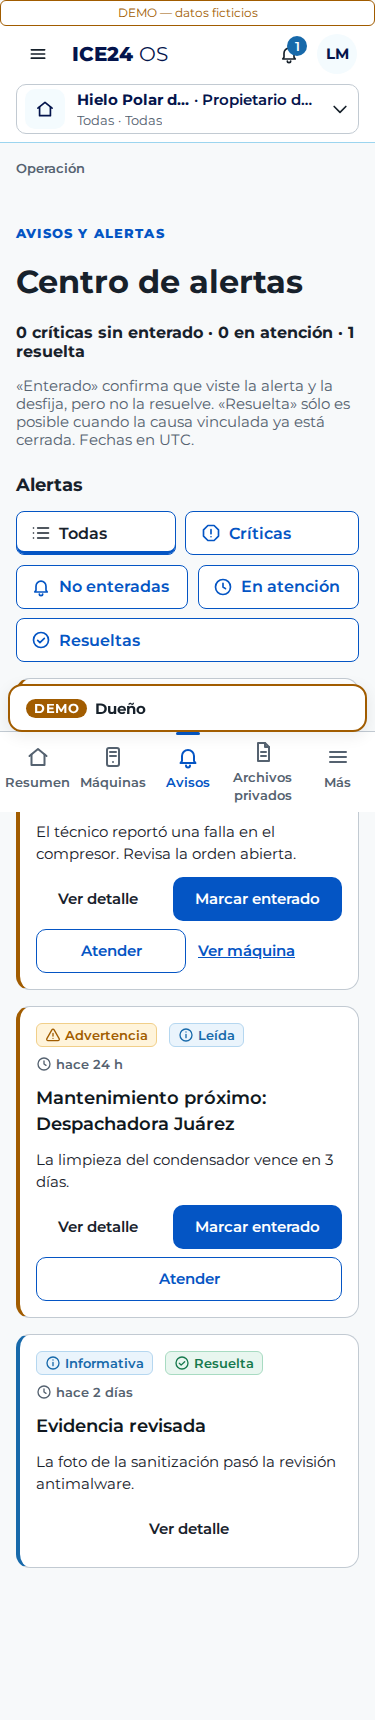 DEMO — datos ficticios
ICE24 OS
1
LM
Hielo Polar d... · Propietario d...
Todas · Todas
Operación
AVISOS Y ALERTAS
Centro de alertas
0 críticas sin enterado · 0 en atención · 1
resuelta
«Enterado» confirma que viste la alerta y la
desfija, pero no la resuelve. «Resuelta» sólo es
posible cuando la causa vinculada ya está
cerrada. Fechas en UTC.
Alertas
Todas
Críticas
No enteradas
En atención
Resueltas
DEMO Dueño
Resumen
Máquinas
Avisos
Archivos
privados
Más
El técnico reportó una falla en el
compresor. Revisa la orden abierta.
Ver detalle
Marcar enterado
Atender
Ver máquina
Advertencia
Leída
hace 24 h
Mantenimiento próximo:
Despachadora Juárez
La limpieza del condensador vence en 3
días.
Ver detalle
Marcar enterado
Atender
Informativa
Resuelta
hace 2 días
Evidencia revisada
La foto de la sanitización pasó la revisión
antimalware.
Ver detalle